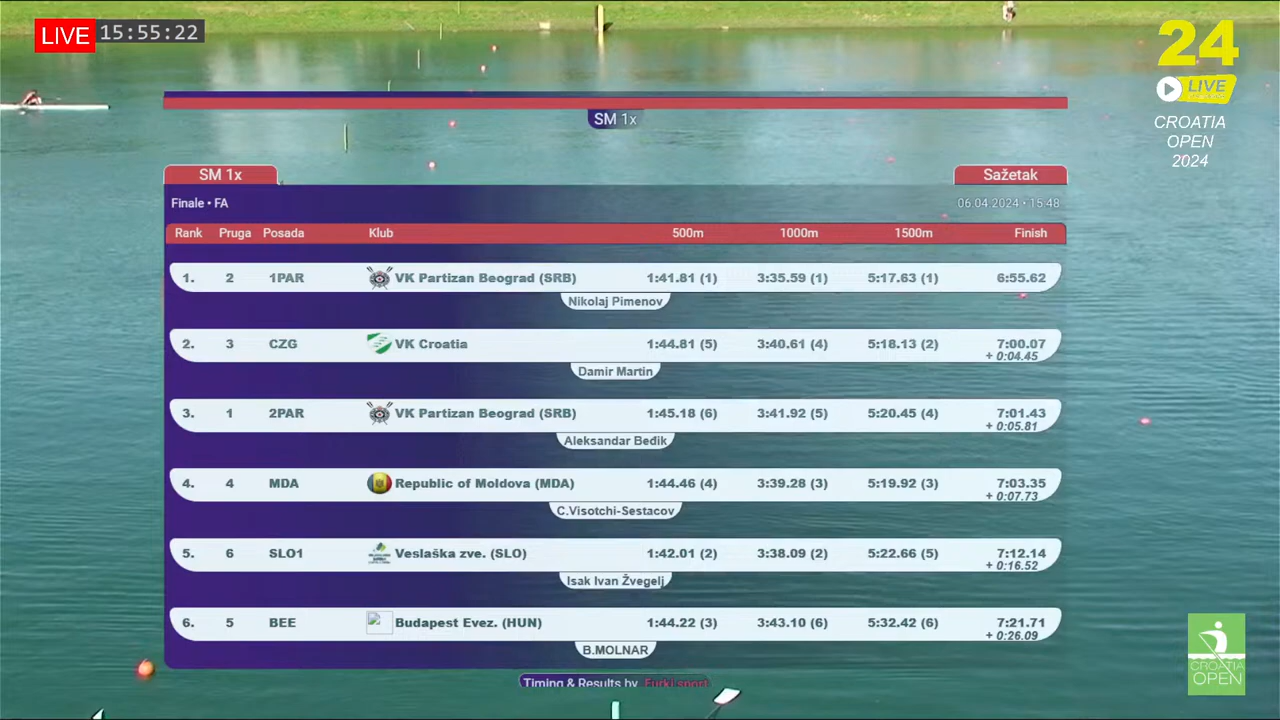 LIVE 15:55:22
24
LIVE
CROATIA
OPEN
2024
SM 1x
SM 1x Sažetak
Finale • FA 06.04.2024 • 15:48
Rank Pruga Posada Klub 500m 1000m 1500m Finish
1. 2 1PAR VK Partizan Beograd (SRB) 1:41.81 (1) 3:35.59 (1) 5:17.63 (1) 6:55.62
Nikolaj Pimenov
2. 3 CZG VK Croatia 1:44.81 (5) 3:40.61 (4) 5:18.13 (2) 7:00.07
+ 0:04.45
Damir Martin
3. 1 2PAR VK Partizan Beograd (SRB) 1:45.18 (6) 3:41.92 (5) 5:20.45 (4) 7:01.43
+ 0:05.81
Aleksandar Beđik
4. 4 MDA Republic of Moldova (MDA) 1:44.46 (4) 3:39.28 (3) 5:19.92 (3) 7:03.35
+ 0:07.73
C.Visotchi-Sestacov
5. 6 SLO1 Veslaška zve. (SLO) 1:42.01 (2) 3:38.09 (2) 5:22.66 (5) 7:12.14
+ 0:16.52
Isak Ivan Žvegelj
6. 5 BEE Budapest Evez. (HUN) 1:44.22 (3) 3:43.10 (6) 5:32.42 (6) 7:21.71
+ 0:26.09
B.MOLNAR
Timing & Results by Furki sport
CROATIA
OPEN